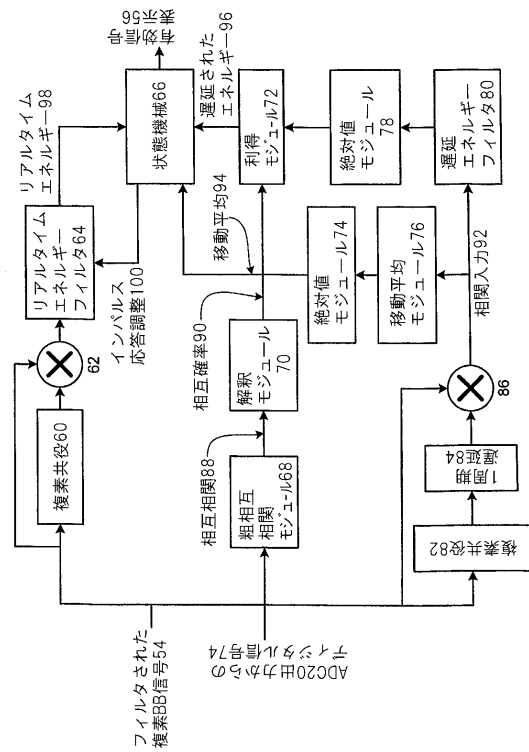 フィルタされた
複素BB信号54
ADC20出力からの
ディジタル信号74
複素共役60
62
リアルタイム
エネルギー
フィルタ64
リアルタイム
エネルギー98
インパルス
応答調整100
状態機械66
有効信号
表示56
遅延された
エネルギー96
粗相互
相関
モジュール68
相互相関88
解釈
モジュール
70
相互確率90
移動平均94
利得
モジュール72
絶対値
モジュール74
移動平均
モジュール76
絶対値
モジュール
78
遅延
エネルギー
フィルタ80
相関入力92
複素共役82
1周期
遅延84
86